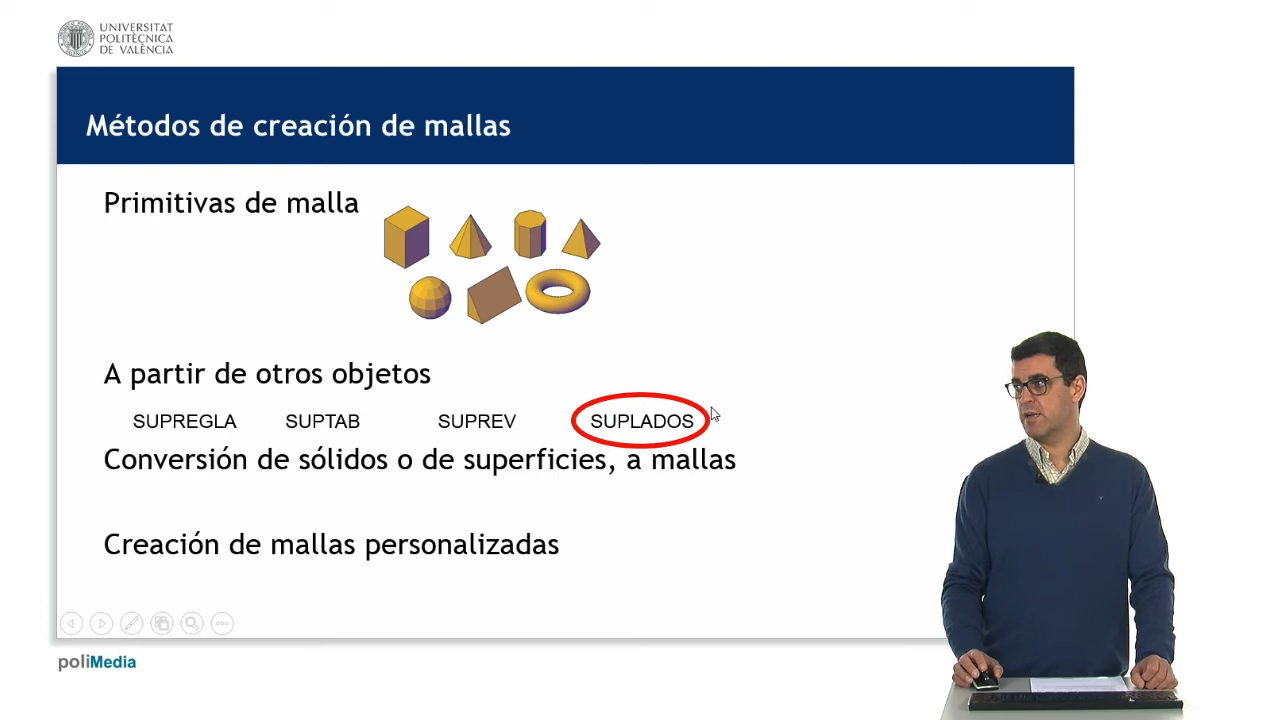 UNIVERSITAT
POLITÈCNICA
DE VALÈNCIA
Métodos de creación de mallas
Primitivas de malla
A partir de otros objetos
SUPREGLA SUPTAB SUPREV SUPLADOS
Conversión de sólidos o de superficies, a mallas
Creación de mallas personalizadas
poliMedia